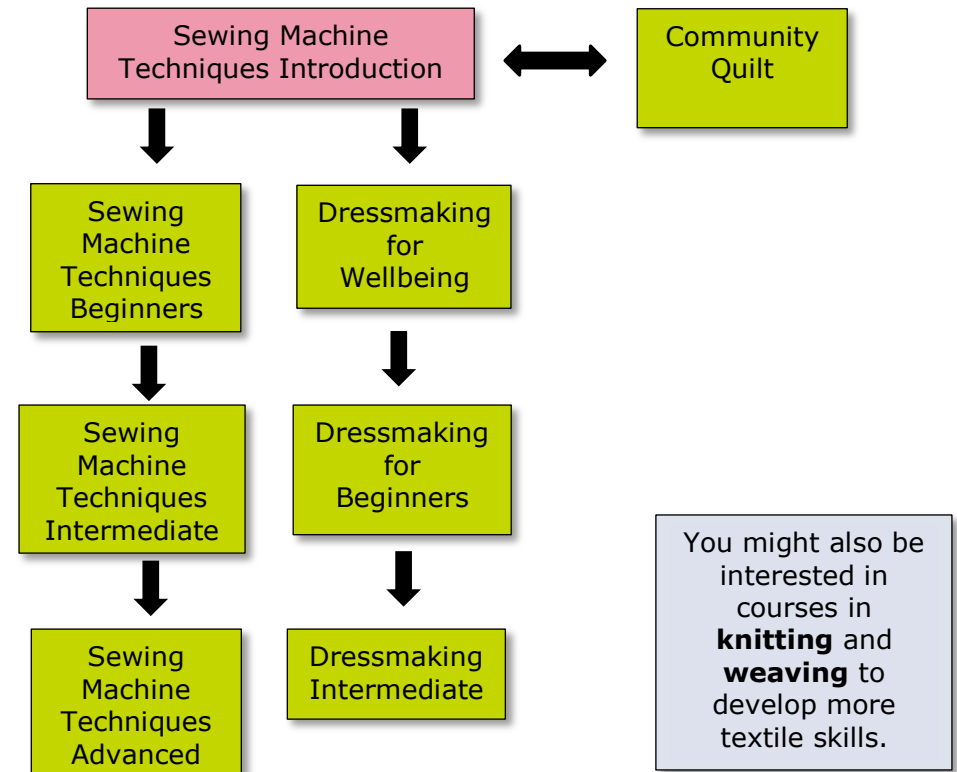 Sewing Machine
Techniques Introduction
Community
Quilt
Sewing
Machine
Techniques
Beginners
Dressmaking
for
Wellbeing
Sewing
Machine
Techniques
Intermediate
Dressmaking
for
Beginners
Sewing
Machine
Techniques
Advanced
Dressmaking
Intermediate
You might also be
interested in
courses in
knitting and
weaving to
develop more
textile skills.